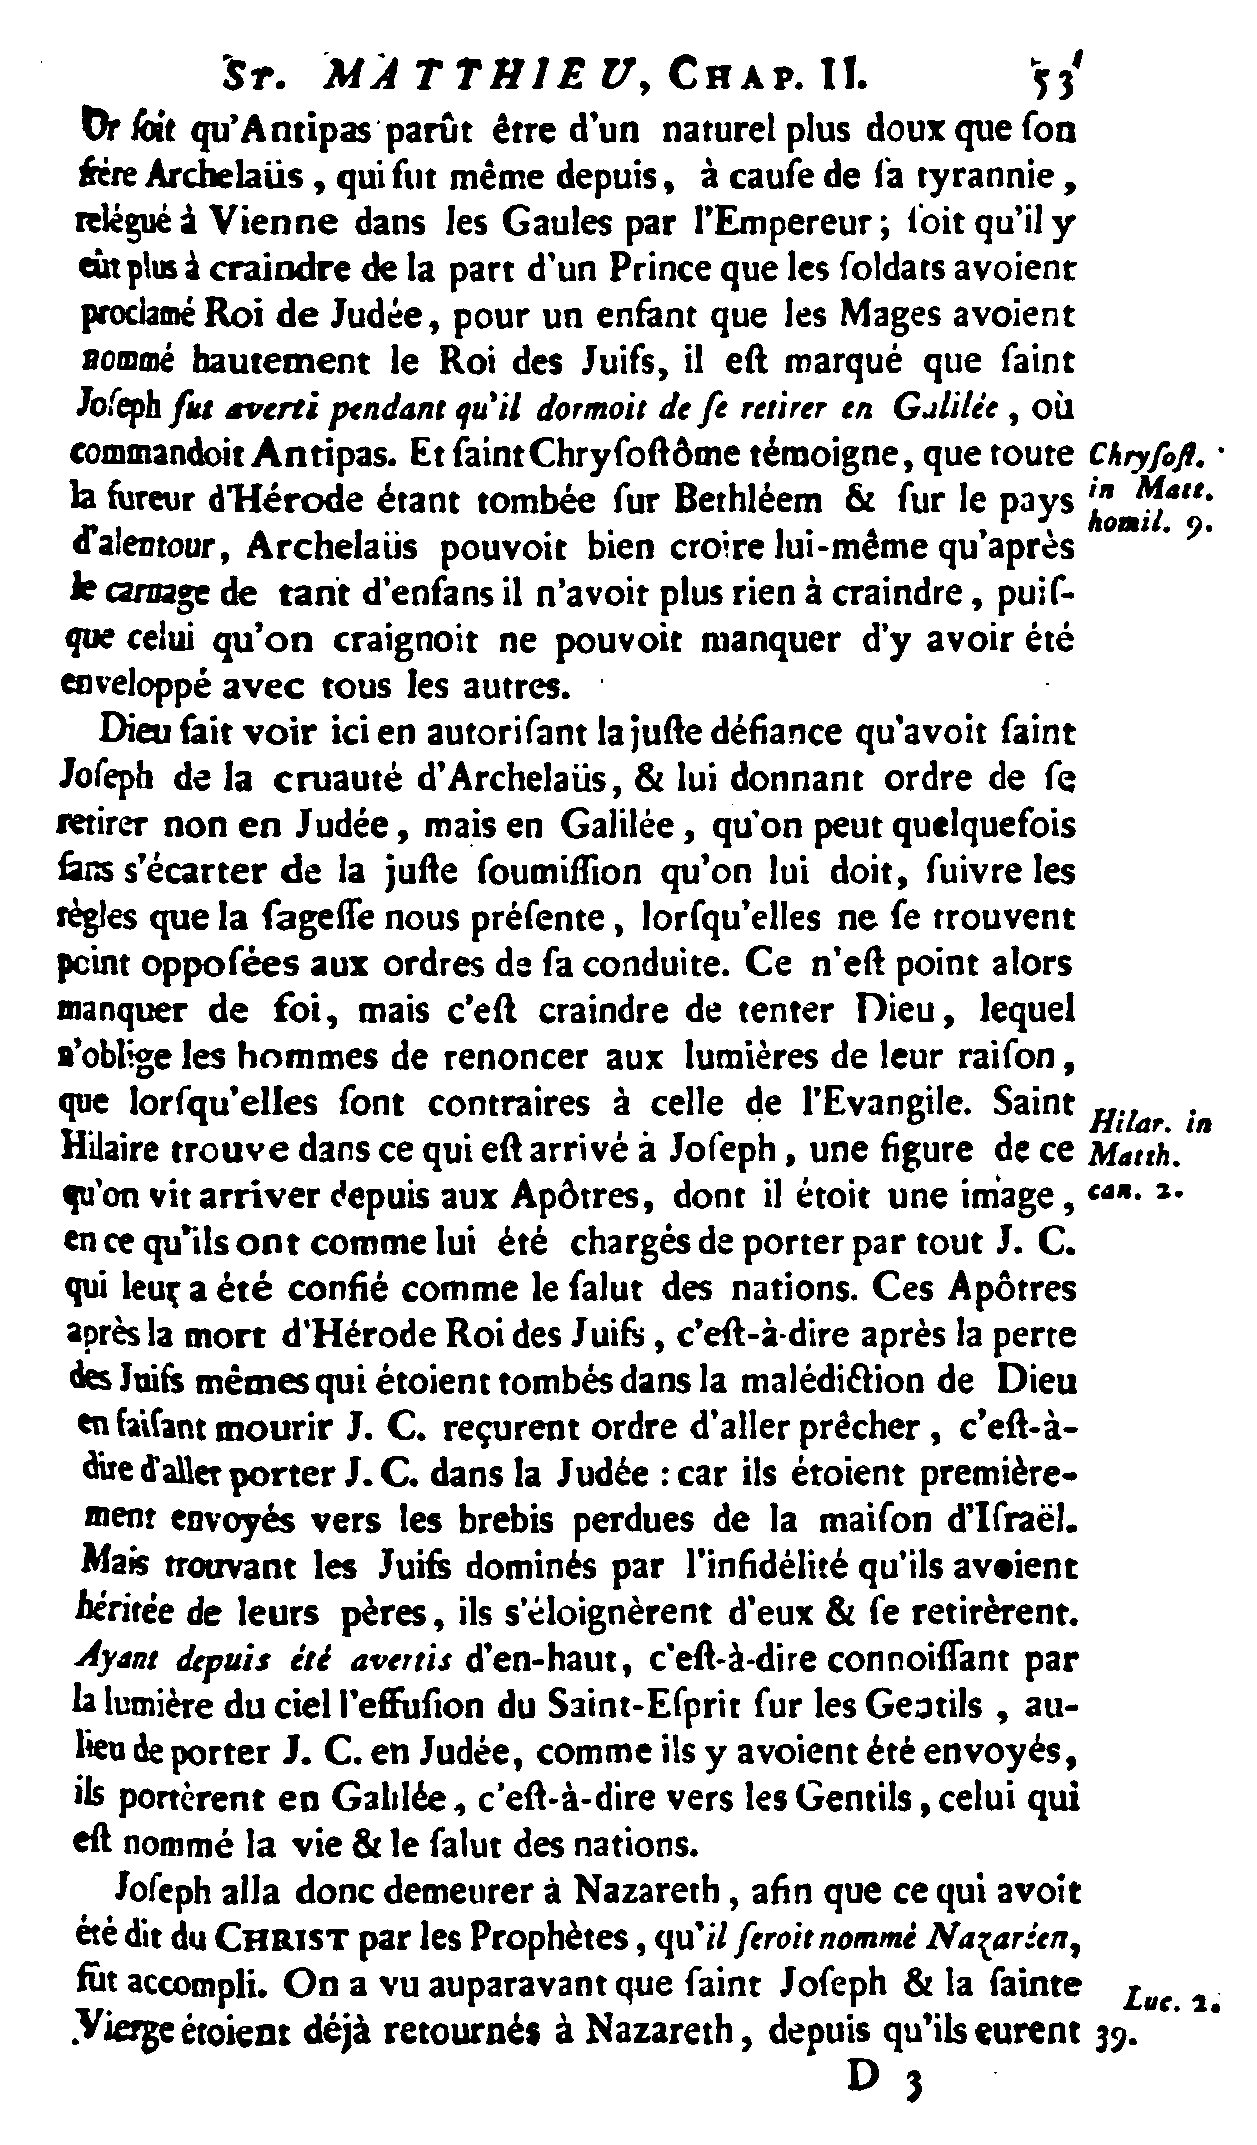 St. MATTHIEU, CHAP. II. 53
Or ſoit qu'Antipas parût être d'un naturel plus doux que ſon
frère Archelaüs, qui fut même depuis, à cauſe de ſa tyrannie,
relégué à Vienne dans les Gaules par l'Empereur; ſoit qu'il y
eût plus à craindre de la part d'un Prince que les ſoldats avoient
proclamé Roi de Judée, pour un enfant que les Mages avoient
nommé hautement le Roi des Juifs, il eſt marqué que ſaint
Joſeph fut averti pendant qu'il dormoit de ſe retirer en Galilée, où
commandoit Antipas. Et ſaint Chryſoſtôme témoigne, que toute
la fureur d'Hérode étant tombée ſur Bethléem & ſur le pays
d'alentour, Archelaüs pouvoit bien croire lui-même qu'après
le carnage de tant d'enfans il n'avoit plus rien à craindre, puiſ-
que celui qu'on craignoit ne pouvoit manquer d'y avoir été
enveloppé avec tous les autres.
Chryſoſt.
in Matt.
homil. 9.
Dieu fait voir ici en autoriſant la juſte défiance qu'avoit ſaint
Joſeph de la cruauté d'Archelaüs, & lui donnant ordre de ſe
retirer non en Judée, mais en Galilée, qu'on peut quelquefois
ſans s'écarter de la juſte ſoumiſſion qu'on lui doit, ſuivre les
règles que la ſageſſe nous préſente, lorſqu'elles ne ſe trouvent
point oppoſées aux ordres de ſa conduite. Ce n'eſt point alors
manquer de foi, mais c'eſt craindre de tenter Dieu, lequel
n'oblige les hommes de renoncer aux lumières de leur raiſon,
que lorſqu'elles ſont contraires à celle de l'Evangile. Saint
Hilaire trouve dans ce qui eſt arrivé à Joſeph, une figure de ce
qu'on vit arriver depuis aux Apôtres, dont il étoit une image,
en ce qu'ils ont comme lui été chargés de porter par tout J. C.
qui leur a été confié comme le ſalut des nations. Ces Apôtres
après la mort d'Hérode Roi des Juifs, c'eſt-à-dire après la perte
des Juifs mêmes qui étoient tombés dans la malédiction de Dieu
en faiſant mourir J. C. reçurent ordre d'aller prêcher, c'eſt-à-
dire d'aller porter J. C. dans la Judée : car ils étoient première-
ment envoyés vers les brebis perdues de la maiſon d'Iſraël.
Mais trouvant les Juifs dominés par l'infidélité qu'ils avoient
héritée de leurs pères, ils s'éloignèrent d'eux & ſe retirèrent.
Ayant depuis été avertis d'en-haut, c'eſt-à-dire connoiſſant par
la lumière du ciel l'effuſion du Saint-Eſprit ſur les Gentils, au-
lieu de porter J. C. en Judée, comme ils y avoient été envoyés,
ils portèrent en Galilée, c'eſt-à-dire vers les Gentils, celui qui
eſt nommé la vie & le ſalut des nations.
Hilar. in
Matth.
can. 2.
Joſeph alla donc demeurer à Nazareth, afin que ce qui avoit
été dit du CHRIST par les Prophètes, qu'il ſeroit nommé Nazaréen,
fût accompli. On a vu auparavant que ſaint Joſeph & la ſainte
Vierge étoient déjà retournés à Nazareth, depuis qu'ils eurent
Luc. 2.
39.
D 3